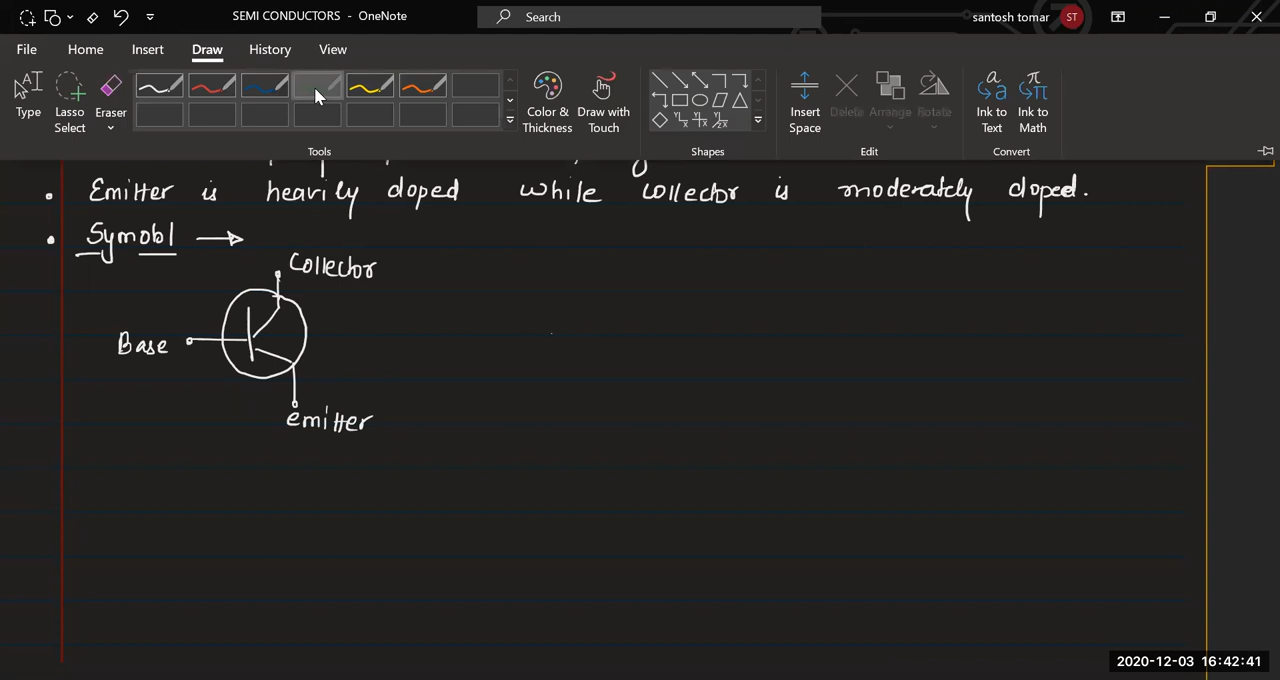 SEMI CONDUCTORS - OneNote
Search
santosh tomar
ST
File Home Insert Draw History View
Type
Lasso Select
Eraser
Color & Thickness
Draw with Touch
Insert Space
Delete
Arrange
Rotate
Ink to Text
Ink to Math
Tools
Shapes
Edit
Convert
• Emitter is heavily doped while collector is moderately doped.
• Symobl →
Collector
Base
emitter
2020-12-03 16:42:41